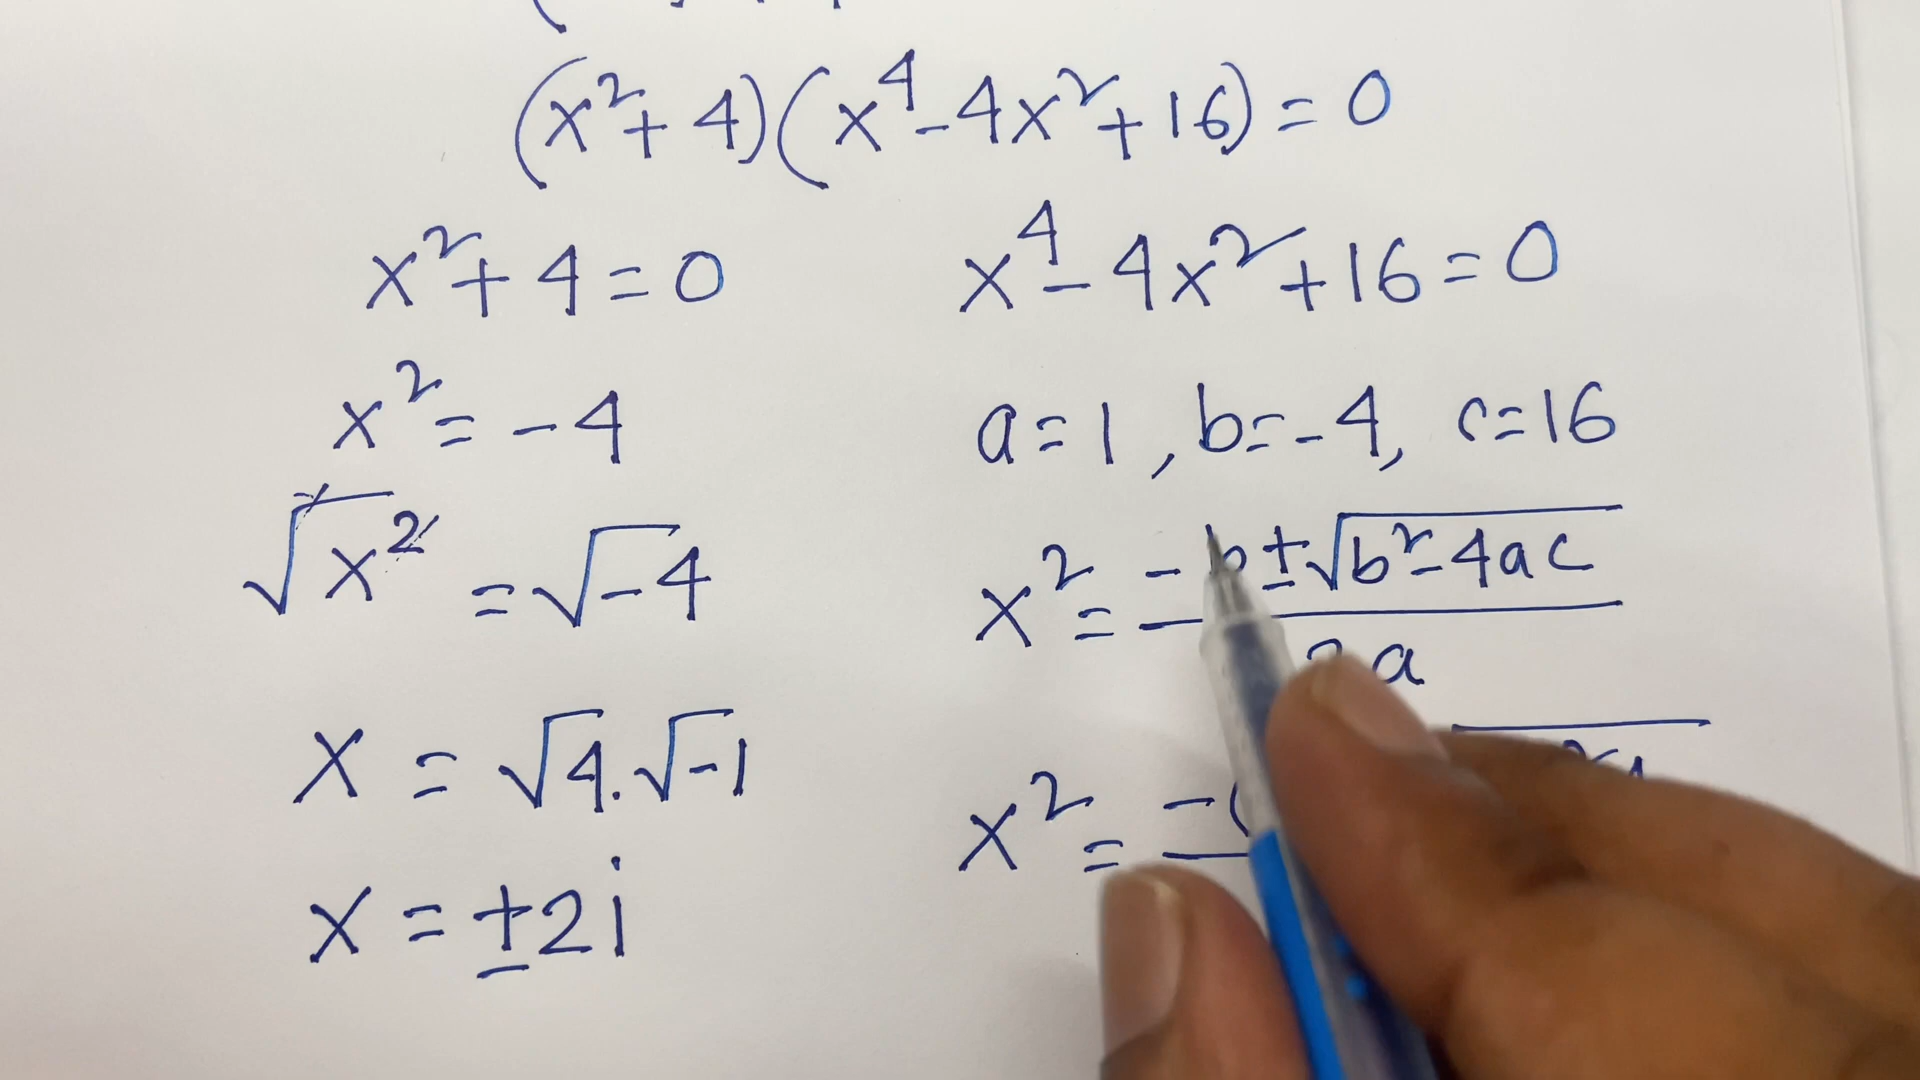 (x²+4)(x⁴-4x²+16)=0
x²+4=0
x²=-4
√x²=√-4
x=√4.√-1
x=±2i
x⁴-4x²+16=0
a=1, b=-4, c=16
x²=(-b±√(b²-4ac))/2a
x²=-(